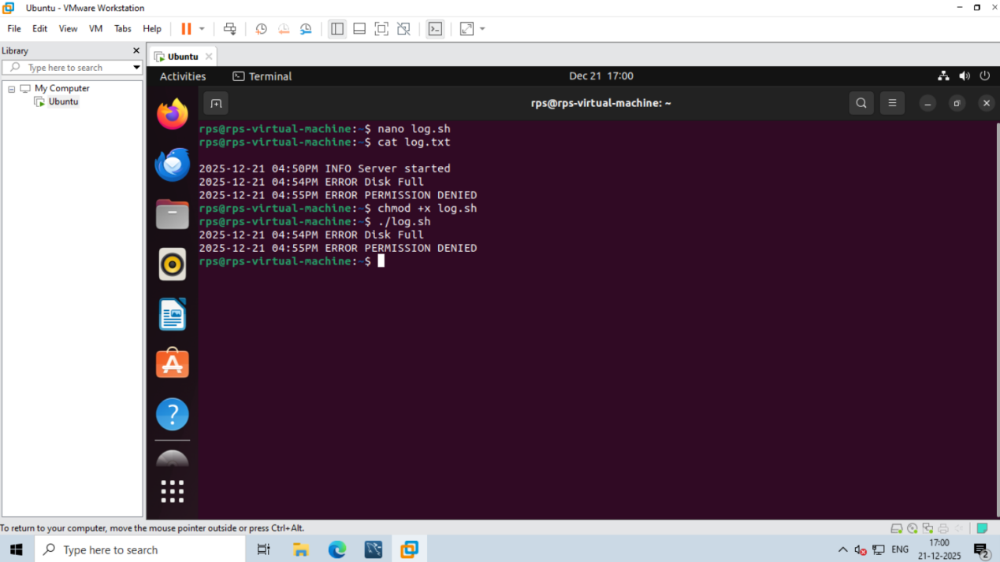 Ubuntu - VMware Workstation
File Edit View VM Tabs Help
Library
Type here to search
My Computer
Ubuntu
Ubuntu
Activities Terminal Dec 21 17:00
rps@rps-virtual-machine: ~
rps@rps-virtual-machine:~$ nano log.sh
rps@rps-virtual-machine:~$ cat log.txt
2025-12-21 04:50PM INFO Server started
2025-12-21 04:54PM ERROR Disk Full
2025-12-21 04:55PM ERROR PERMISSION DENIED
rps@rps-virtual-machine:~$ chmod +x log.sh
rps@rps-virtual-machine:~$ ./log.sh
2025-12-21 04:54PM ERROR Disk Full
2025-12-21 04:55PM ERROR PERMISSION DENIED
rps@rps-virtual-machine:~$
To return to your computer, move the mouse pointer outside or press Ctrl+Alt.
Type here to search
ENG
17:00
21-12-2025
2